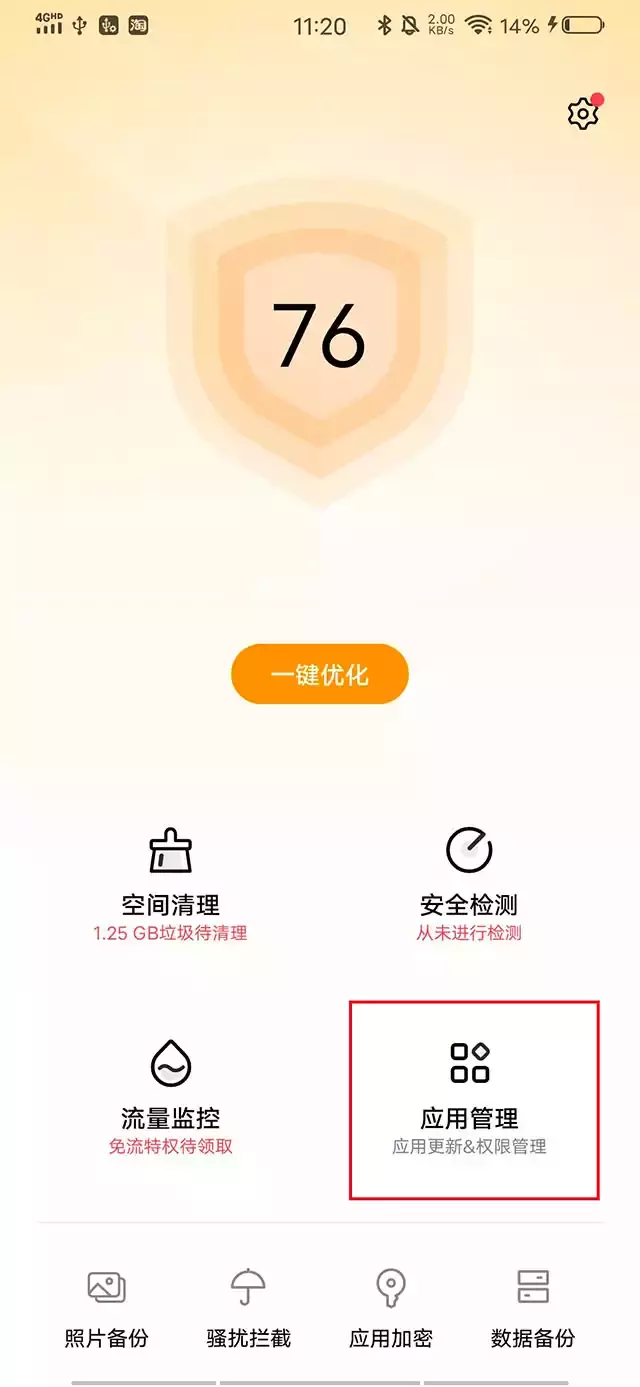 4GHD 淘 11:20 2.00 KB/s 14%
76
一键优化
空间清理 安全检测
1.25 GB垃圾待清理 从未进行检测
流量监控 应用管理
免流特权待领取 应用更新&权限管理
照片备份 骚扰拦截 应用加密 数据备份